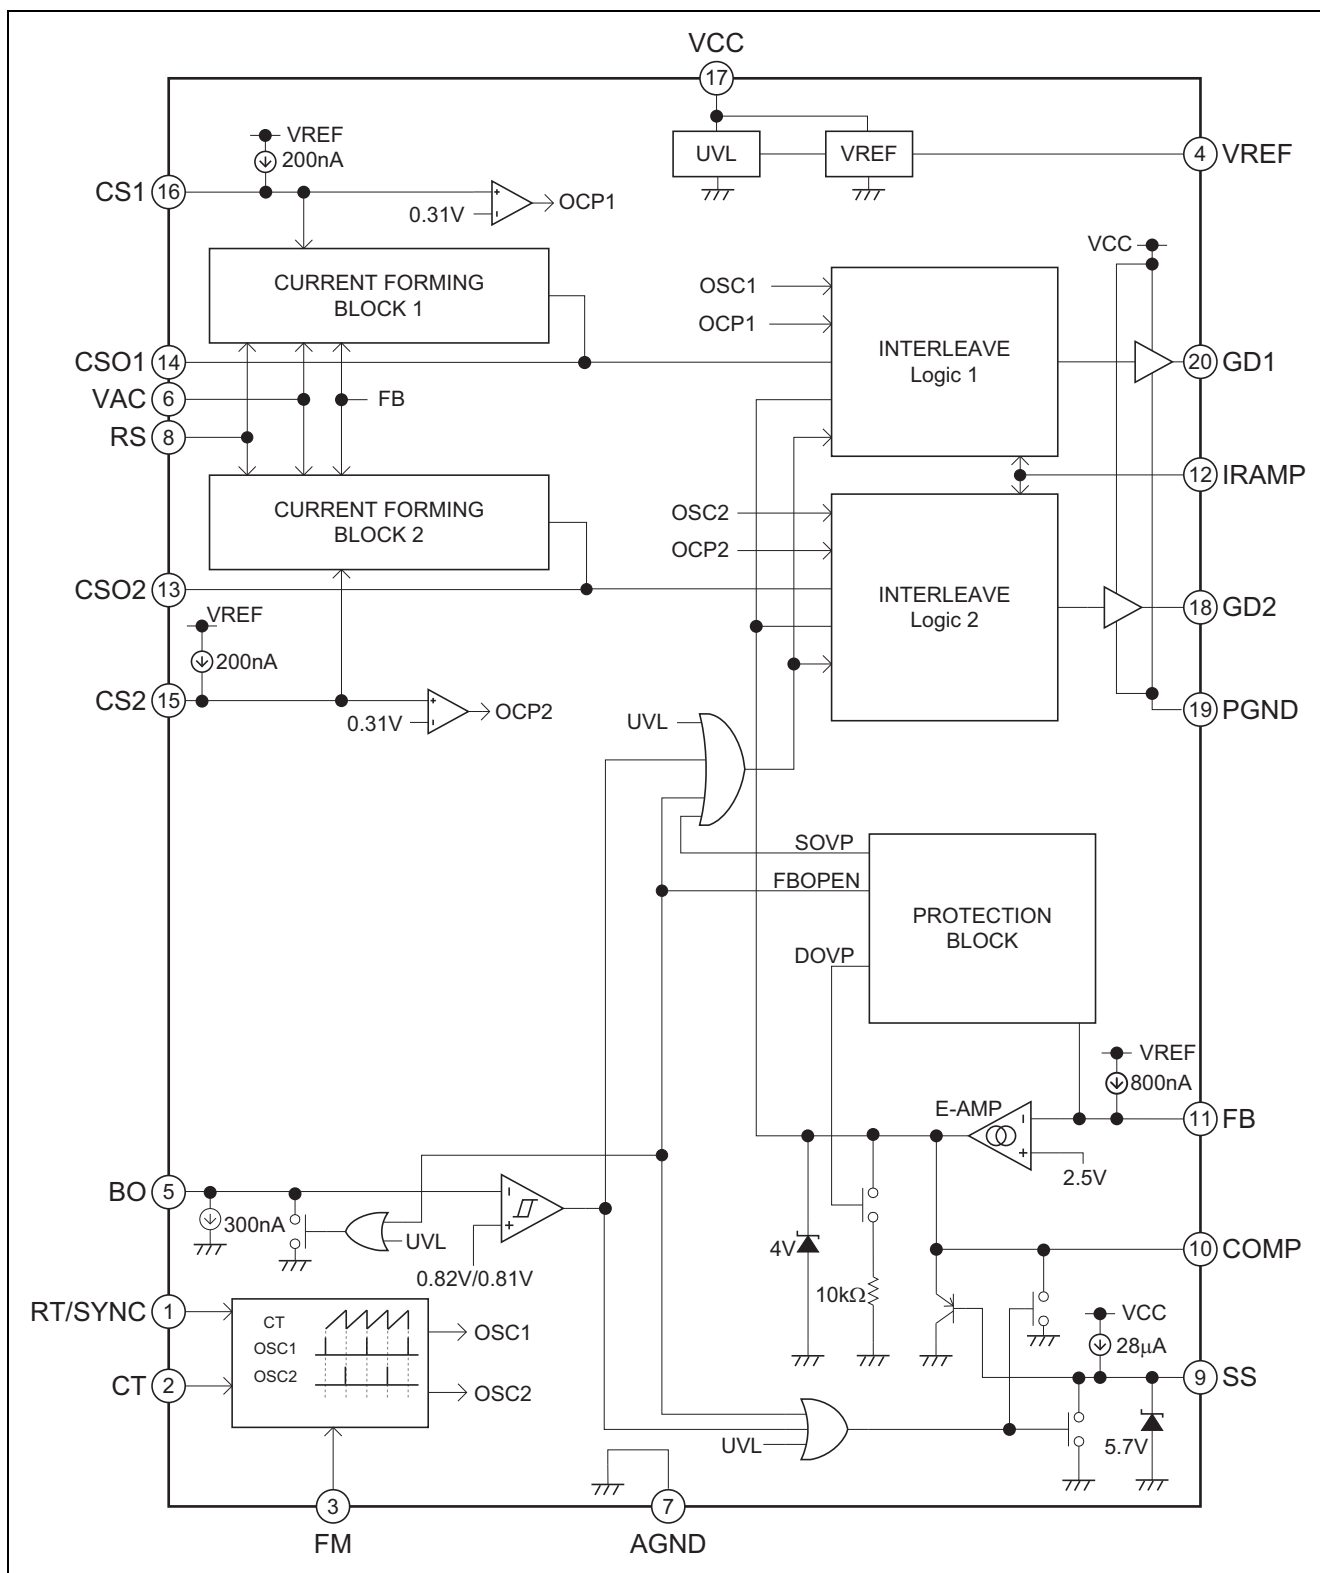 VCC
17
VREF
200nA
UVL
VREF
4
VREF
CS1
16
+
-
0.31V
OCP1
VCC
CURRENT FORMING
BLOCK 1
OSC1
OCP1
INTERLEAVE
Logic 1
CSO1
14
20
GD1
VAC
6
FB
RS
8
12
IRAMP
CURRENT FORMING
BLOCK 2
OSC2
OCP2
INTERLEAVE
Logic 2
CSO2
13
18
GD2
VREF
200nA
CS2
15
+
-
0.31V
OCP2
19
PGND
UVL
SOVP
FBOPEN
DOVP
PROTECTION
BLOCK
VREF
800nA
E-AMP
-
+
2.5V
11
FB
BO
5
300nA
UVL
-
+
0.82V/0.81V
4V
10kΩ
10
COMP
RT/SYNC
1
CT
OSC1
OSC2
OSC1
OSC2
VCC
28μA
CT
2
9
SS
UVL
5.7V
3
FM
7
AGND